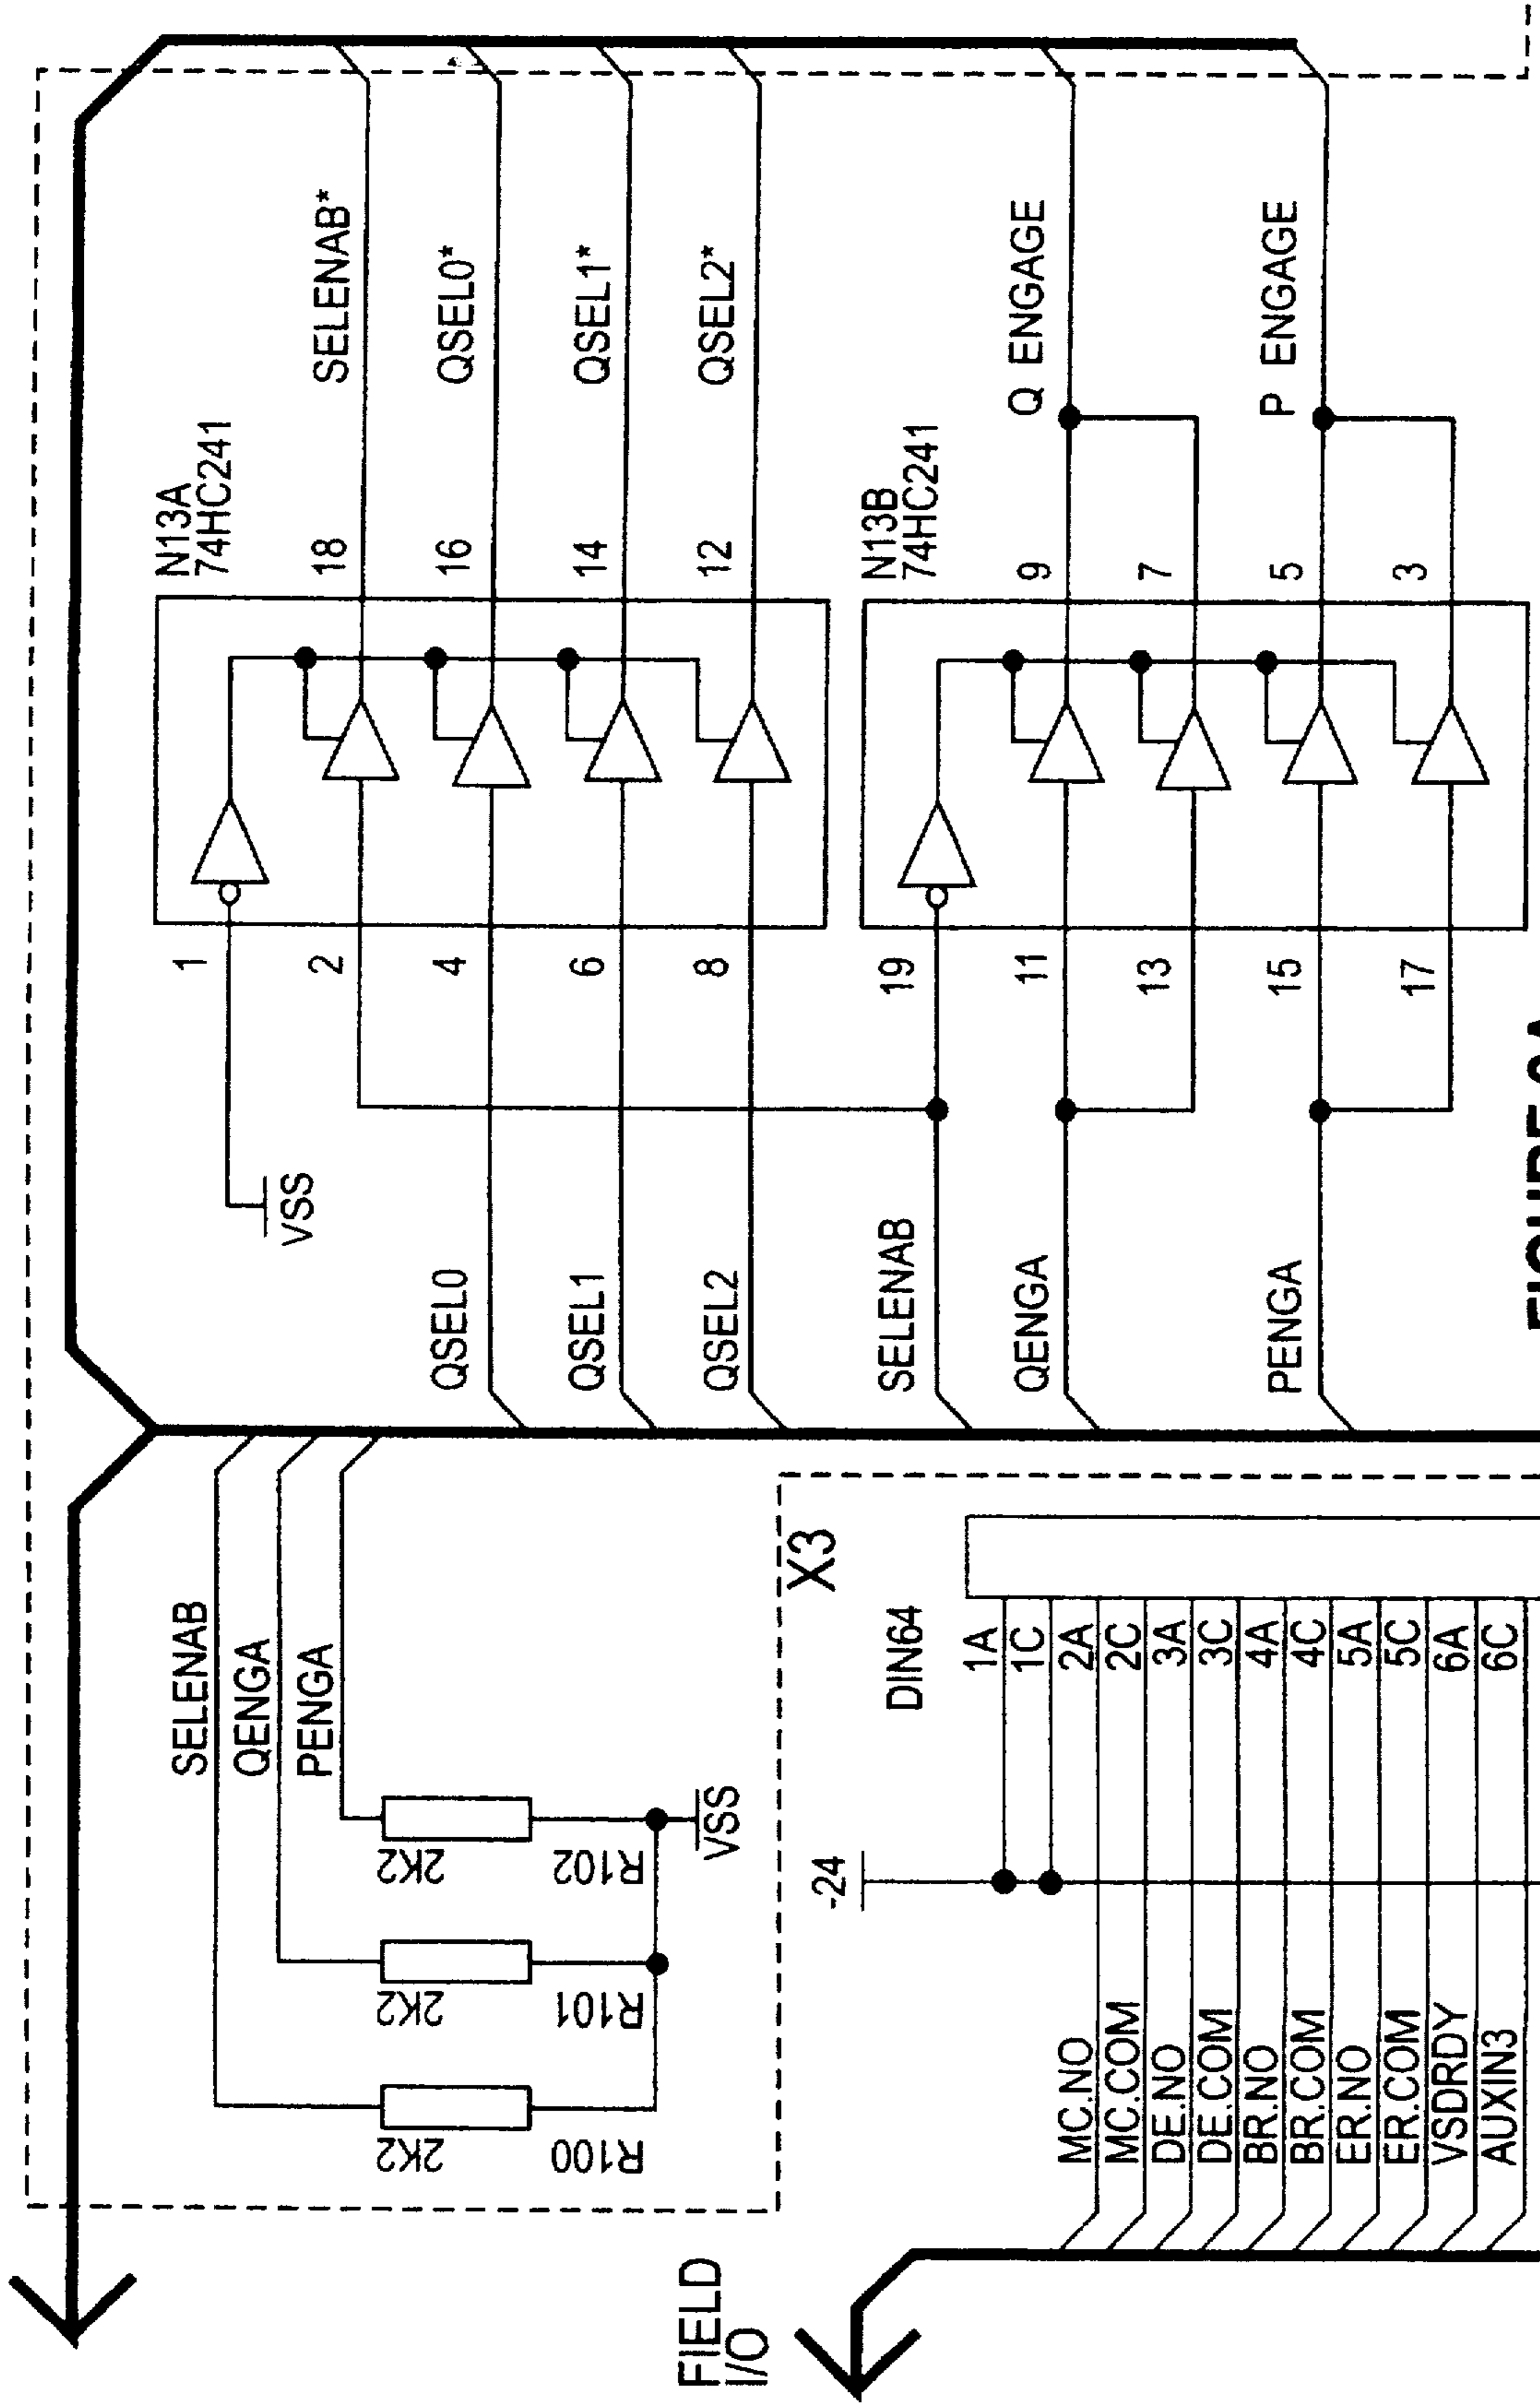 SELENAB
QENGA
PENGA
2K2
2K2
2K2
R100
R101
R102
VSS
FIELD
I/O
-24
DIN64
X3
MC.NO
MC.COM
DE.NO
DE.COM
BR.NO
BR.COM
ER.NO
ER.COM
VSDRDY
AUXIN3
1A
1C
2A
2C
3A
3C
4A
4C
5A
5C
6A
6C
VSS
QSEL0
QSEL1
QSEL2
SELENAB
QENGA
PENGA
1
2
4
6
8
19
11
13
15
17
N13A
74HC241
18
16
14
12
N13B
74HC241
9
7
5
3
SELENAB*
QSEL0*
QSEL1*
QSEL2*
Q ENGAGE
P ENGAGE